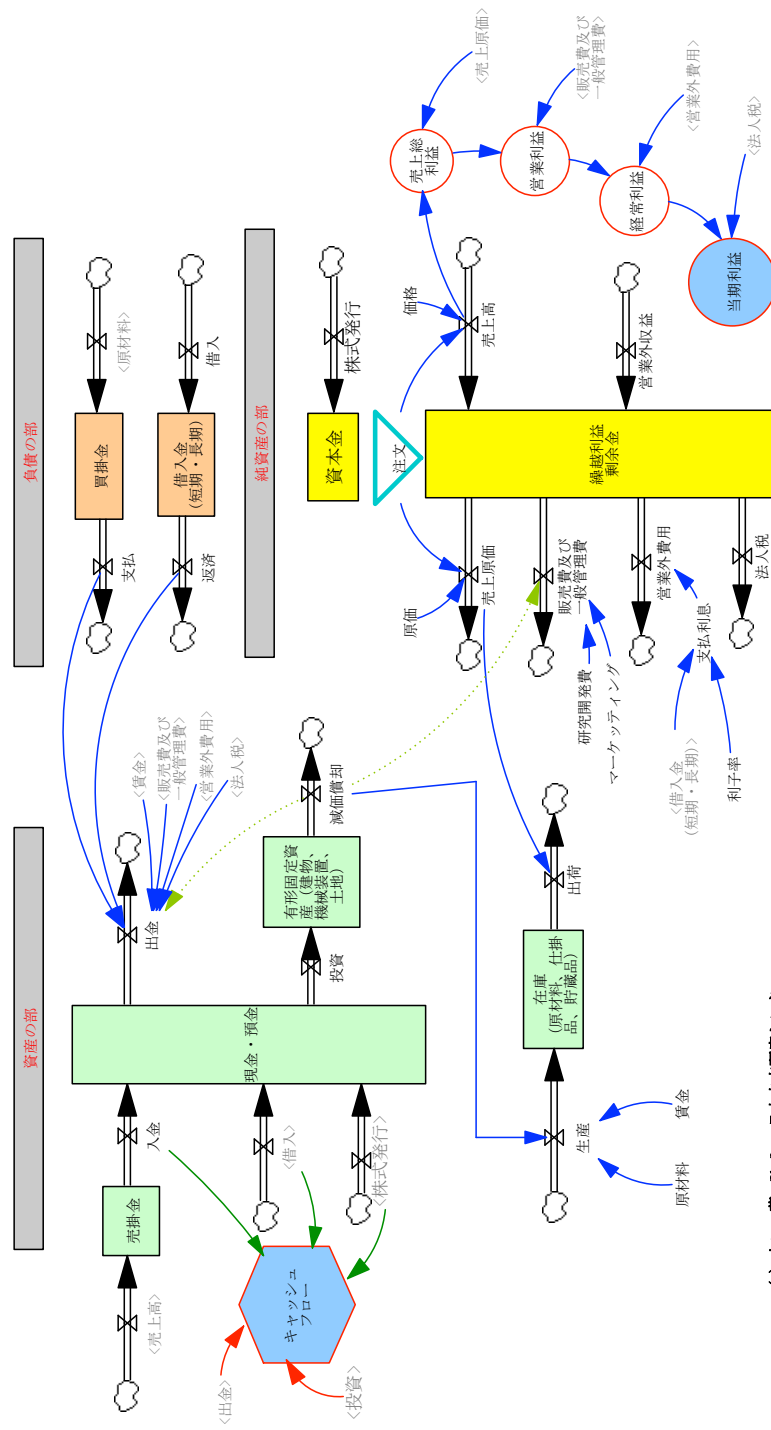 資産の部
負債の部
<売上高>
売掛金
入金
現金・預金
出金
<賃金>
<販売費及び
一般管理費>
<営業外費用>
<法人税>
支払
買掛金
<原材料>
返済
借入金
(短期・長期)
借入
純資産の部
<借入>
<株式発行>
キャッシュ
フロー
<出金>
<投資>
投資
有形固定資
産（建物、
機械装置、
土地）
減価償却
資本金
株式発行
注文
価格
売上高
原価
売上原価
販売費及び
一般管理費
研究開発費
マーケッティング
繰越利益
剰余金
営業外収益
営業外費用
支払利息
<借入金
(短期・長期)>
利子率
法人税
売上総
利益
<売上原価>
営業利益
<販売費及び
一般管理費>
経常利益
<営業外費用>
当期利益
<法人税>
生産
在庫
(原材料、仕掛
品、貯蔵品)
出荷
原材料
賃金